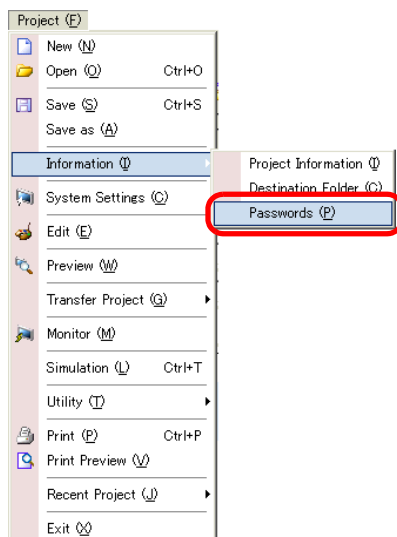 Project (F)
New (N)
Open (O) Ctrl+O
Save (S) Ctrl+S
Save as (A)
Information (I)
Project Information (I)
Destination Folder (C)
Passwords (P)
System Settings (C)
Edit (E)
Preview (W)
Transfer Project (G)
Monitor (M)
Simulation (L) Ctrl+T
Utility (T)
Print (P) Ctrl+P
Print Preview (V)
Recent Project (J)
Exit (X)